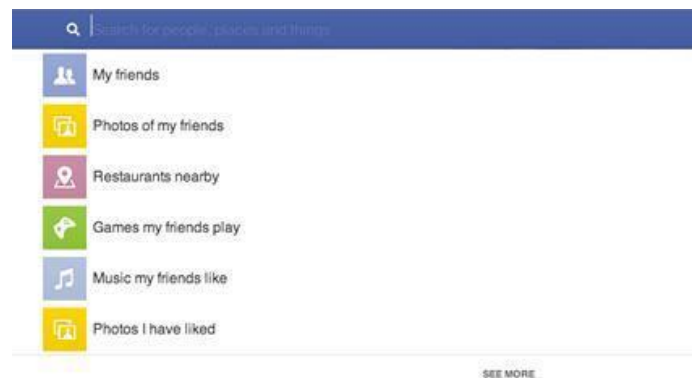 Search for people, places and things
My friends
Photos of my friends
Restaurants nearby
Games my friends play
Music my friends like
Photos I have liked
SEE MORE